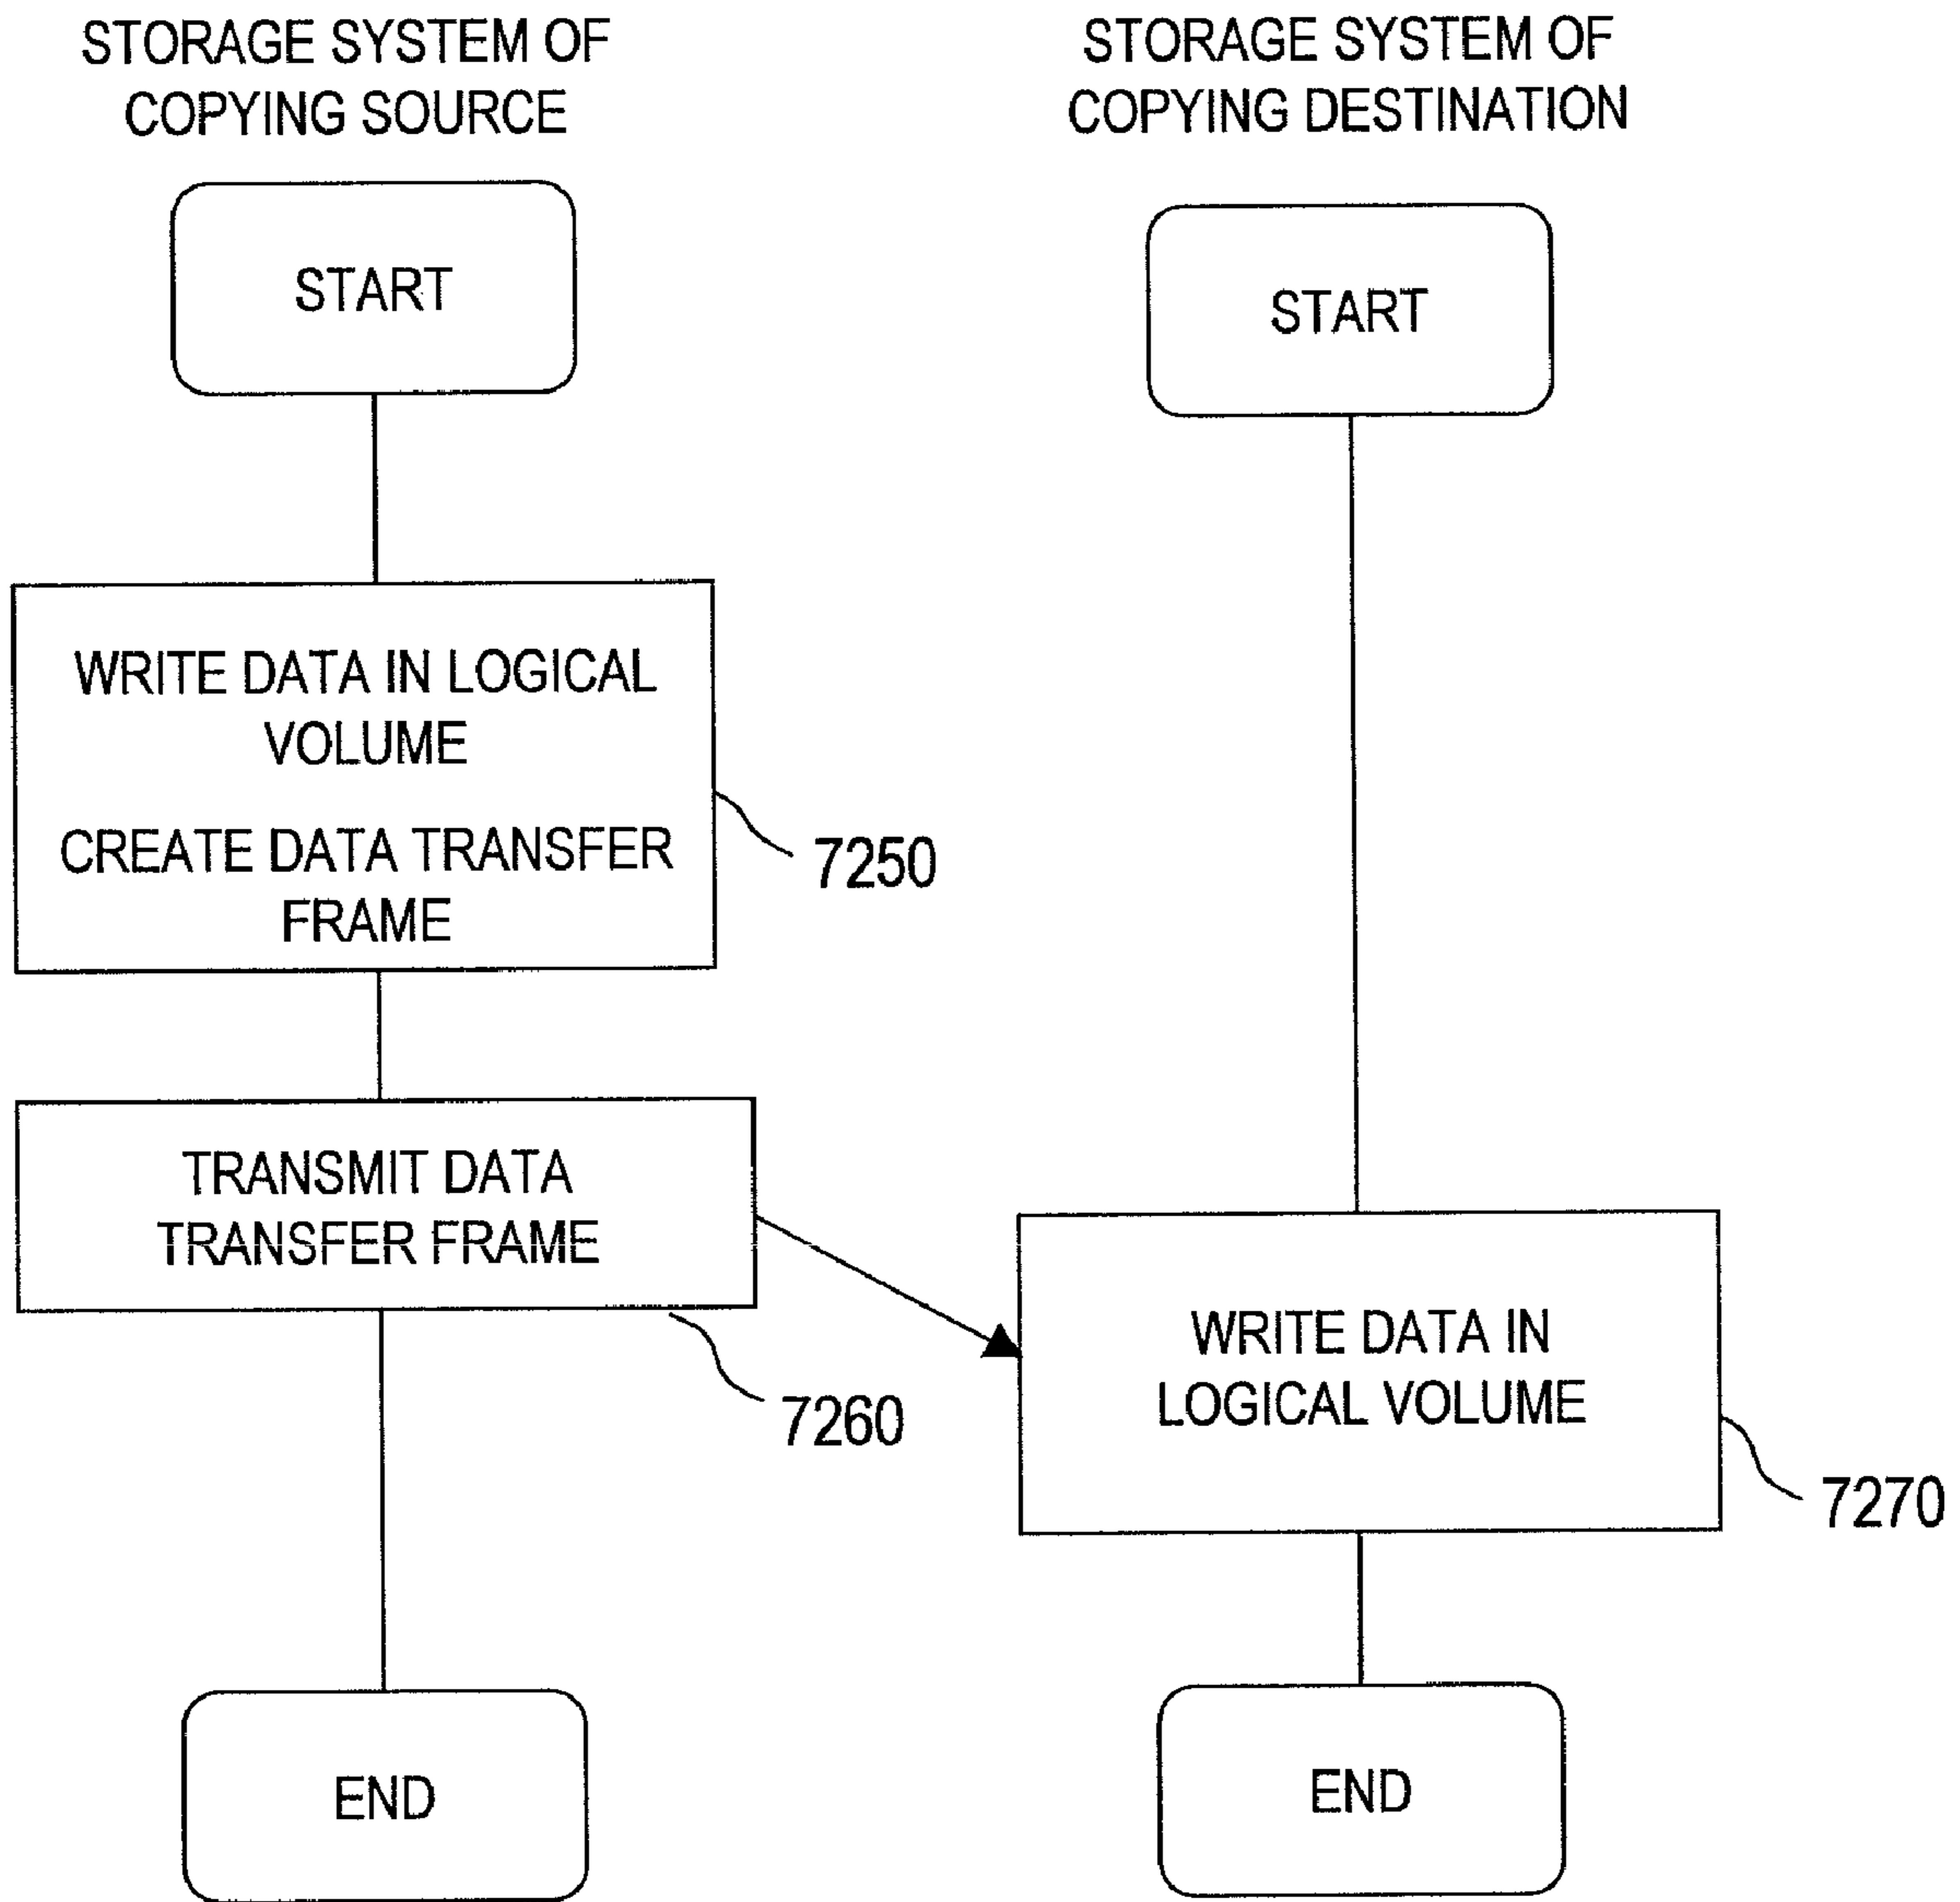 STORAGE SYSTEM OF
COPYING SOURCE
START
WRITE DATA IN LOGICAL
VOLUME
CREATE DATA TRANSFER
FRAME
7250
TRANSMIT DATA
TRANSFER FRAME
7260
END
STORAGE SYSTEM OF
COPYING DESTINATION
START
WRITE DATA IN
LOGICAL VOLUME
7270
END